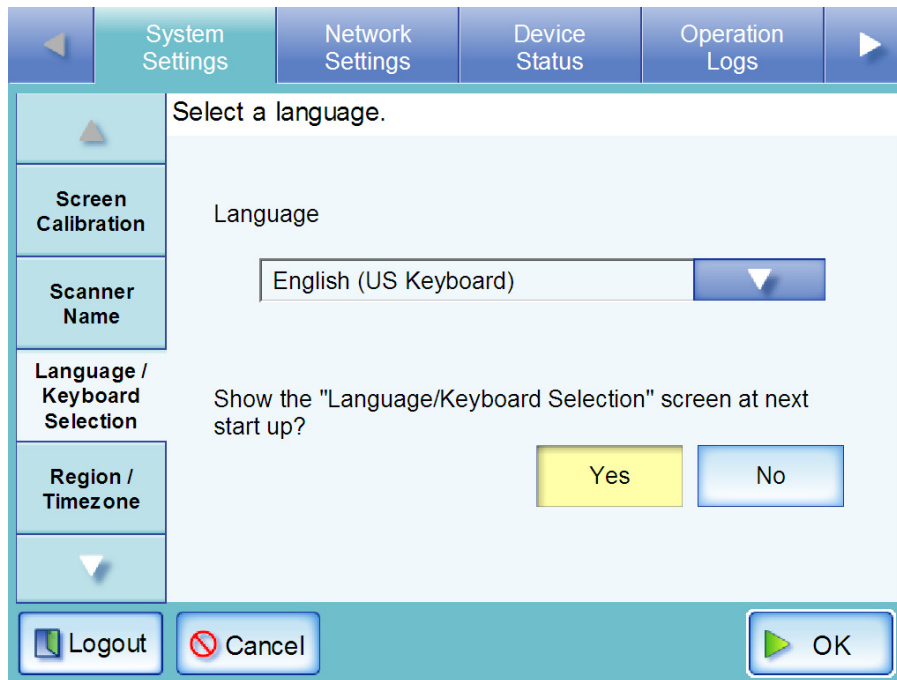 System
Settings
Network
Settings
Device
Status
Operation
Logs
Select a language.
Screen
Calibration
Scanner
Name
Language /
Keyboard
Selection
Region /
Timezone
Language
English (US Keyboard)
Show the "Language/Keyboard Selection" screen at next
start up?
Yes
No
Logout
Cancel
OK